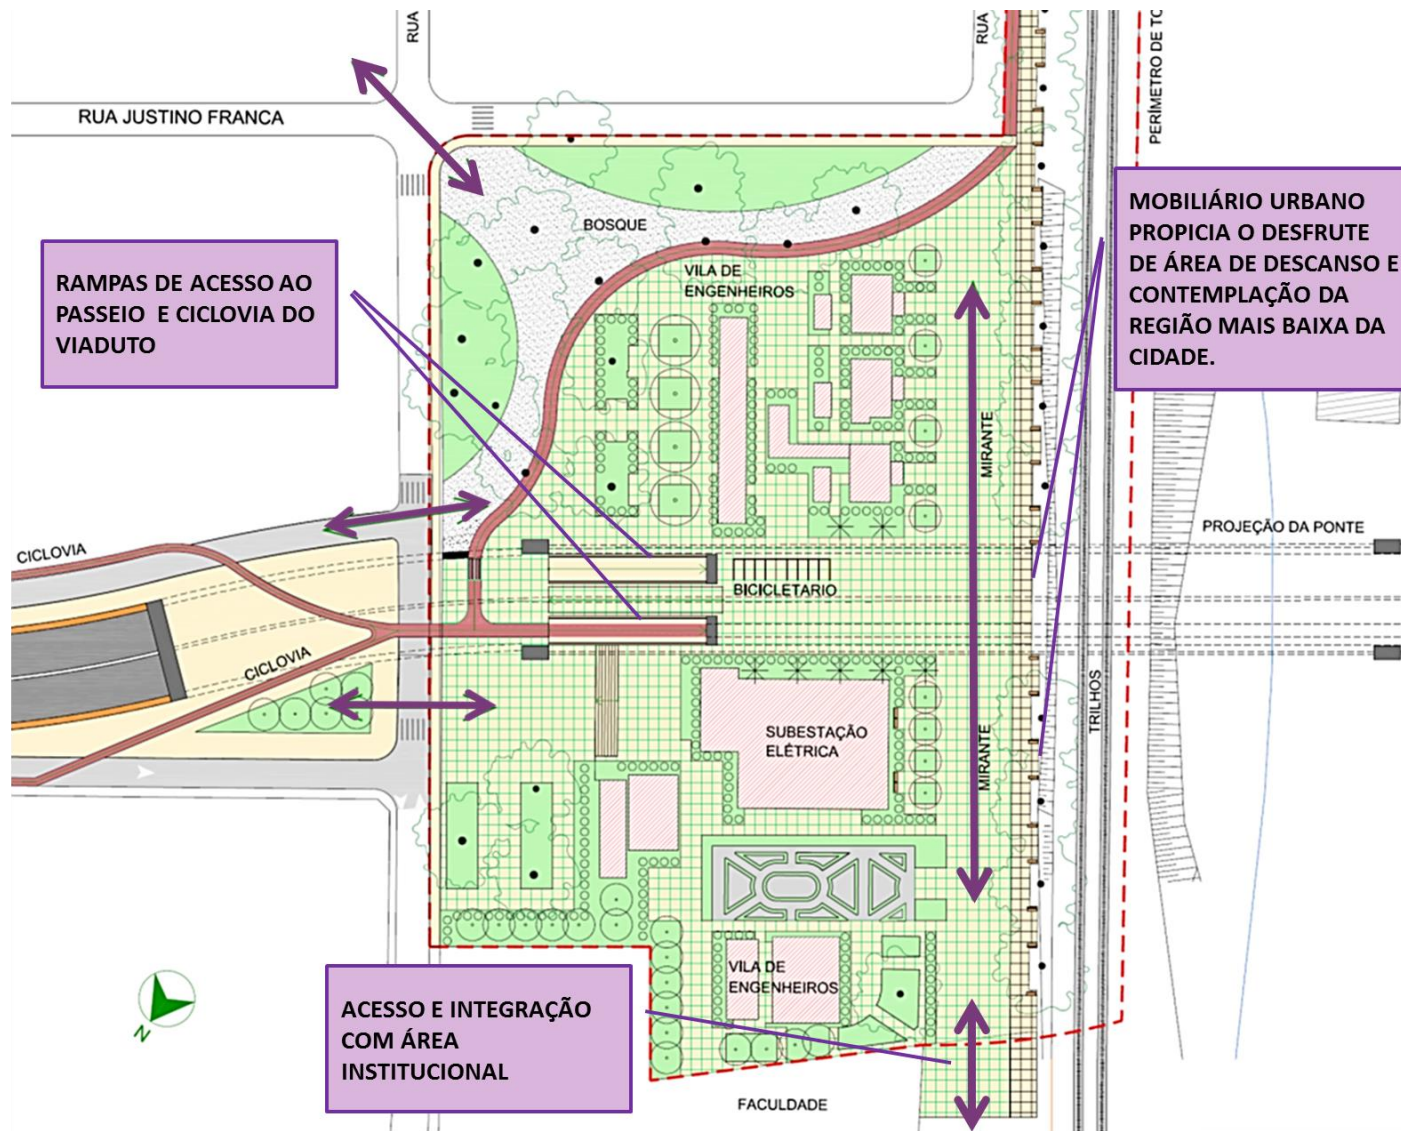 RUA
RUA
PERÍMETRO DE TO
RUA JUSTINO FRANCA
MOBILIÁRIO URBANO
PROPICIA O DESFRUTE
DE ÁREA DE DESCANSO E
CONTEMPLAÇÃO DA
REGIÃO MAIS BAIXA DA
CIDADE.
BOSQUE
RAMPAS DE ACESSO AO
PASSEIO E CICLOVIA DO
VIADUTO
VILA DE
ENGENHEIROS
MIRANTE
PROJEÇÃO DA PONTE
CICLOVIA
BICICLETARIO
CICLOVIA
TRILHOS
SUBESTAÇÃO
ELÉTRICA
MIRANTE
VILA DE
ENGENHEIROS
ACESSO E INTEGRAÇÃO
COM ÁREA
INSTITUCIONAL
N
FACULDADE